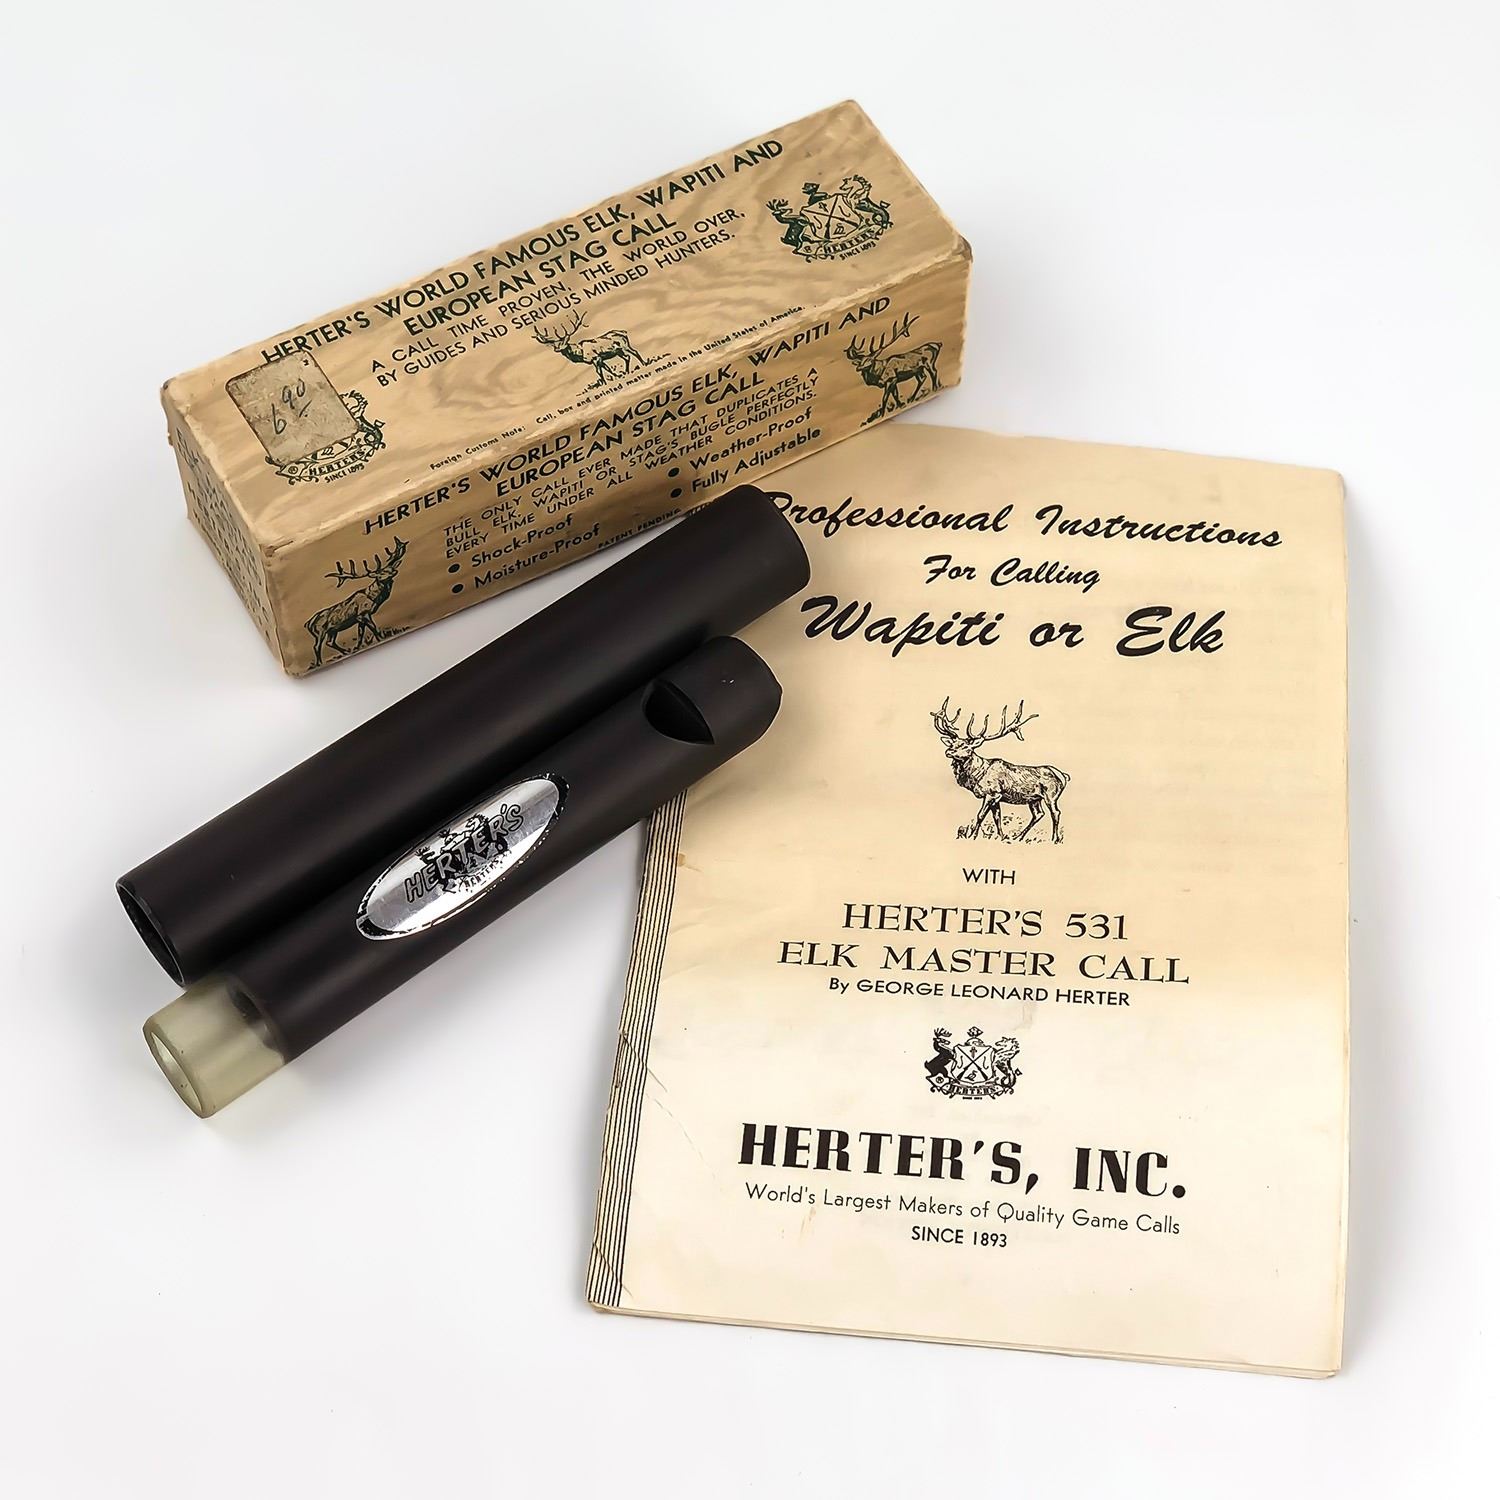 HERTER'S WORLD FAMOUS ELK, WAPITI AND
EUROPEAN STAG CALL
A CALL TIME PROVEN, THE WORLD OVER,
BY GUIDES AND SERIOUS MINDED HUNTERS.
HERTER'S
SINCE 1893
690
HERTER'S
SINCE 1893
Foreign Customs Note: Call, box and printed matter made in the United States of America.
HERTER'S WORLD FAMOUS ELK, WAPITI AND
EUROPEAN STAG CALL
THE ONLY CALL EVER MADE THAT DUPLICATES A
BULL ELK, WAPITI OR STAG'S BUGLE PERFECTLY
EVERY TIME UNDER ALL WEATHER CONDITIONS.
• Shock-Proof
• Moisture-Proof
• Weather-Proof
• Fully Adjustable
PATENT PENDING
HERTER'S
HERTER'S
Professional Instructions
For Calling
Wapiti or Elk
WITH
HERTER'S 531
ELK MASTER CALL
By GEORGE LEONARD HERTER
HERTER'S
HERTER'S, INC.
World's Largest Makers of Quality Game Calls
SINCE 1893